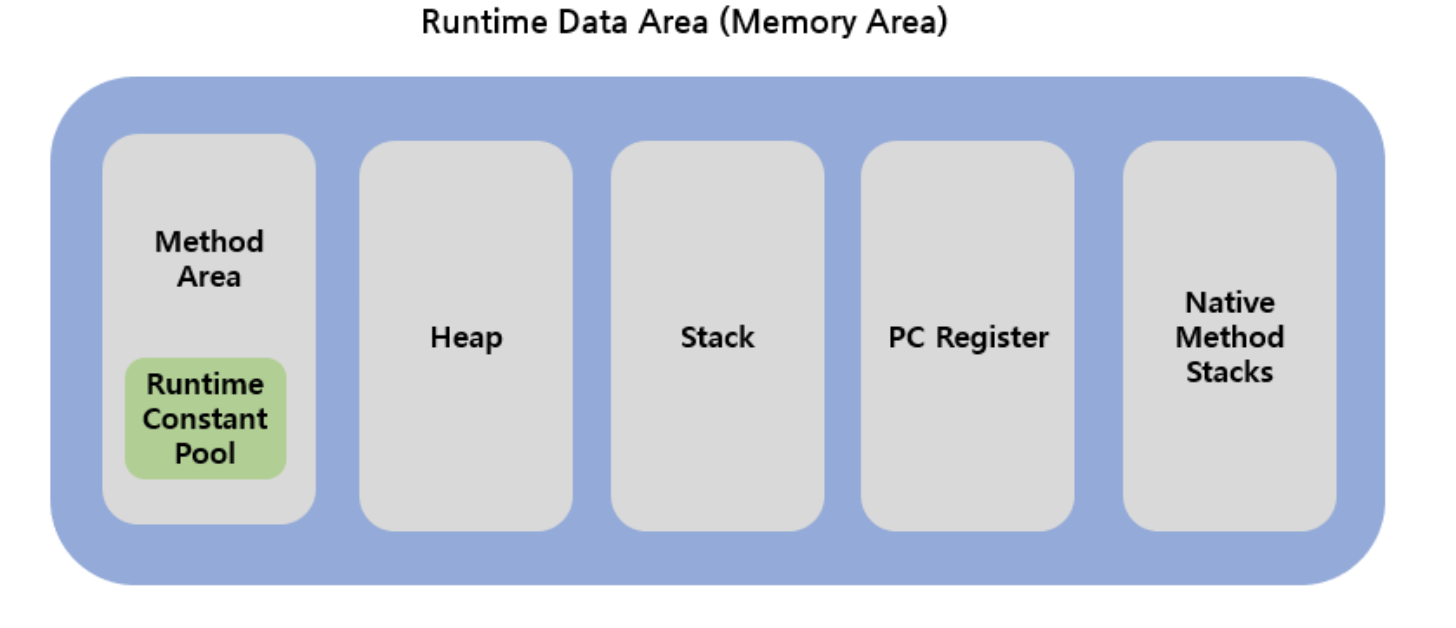 Runtime Data Area (Memory Area)
Method
Area
Runtime
Constant
Pool
Heap
Stack
PC Register
Native
Method
Stacks